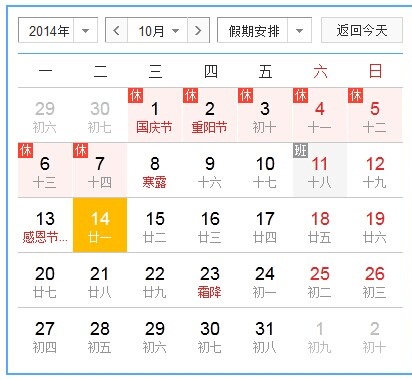 2014年 10月 假期安排 返回今天
一 二 三 四 五 六 日
休 休 休 休 休
29 30 1 2 3 4 5
初六 初七 国庆节 重阳节 初十 十一 十二
休 休 班
6 7 8 9 10 11 12
十三 十四 寒露 十六 十七 十八 十九
13 14 15 16 17 18 19
感恩节... 廿一 廿二 廿三 廿四 廿五 廿六
20 21 22 23 24 25 26
廿七 廿八 廿九 霜降 初一 初二 初三
27 28 29 30 31 1 2
初四 初五 初六 初七 初八 初九 初十